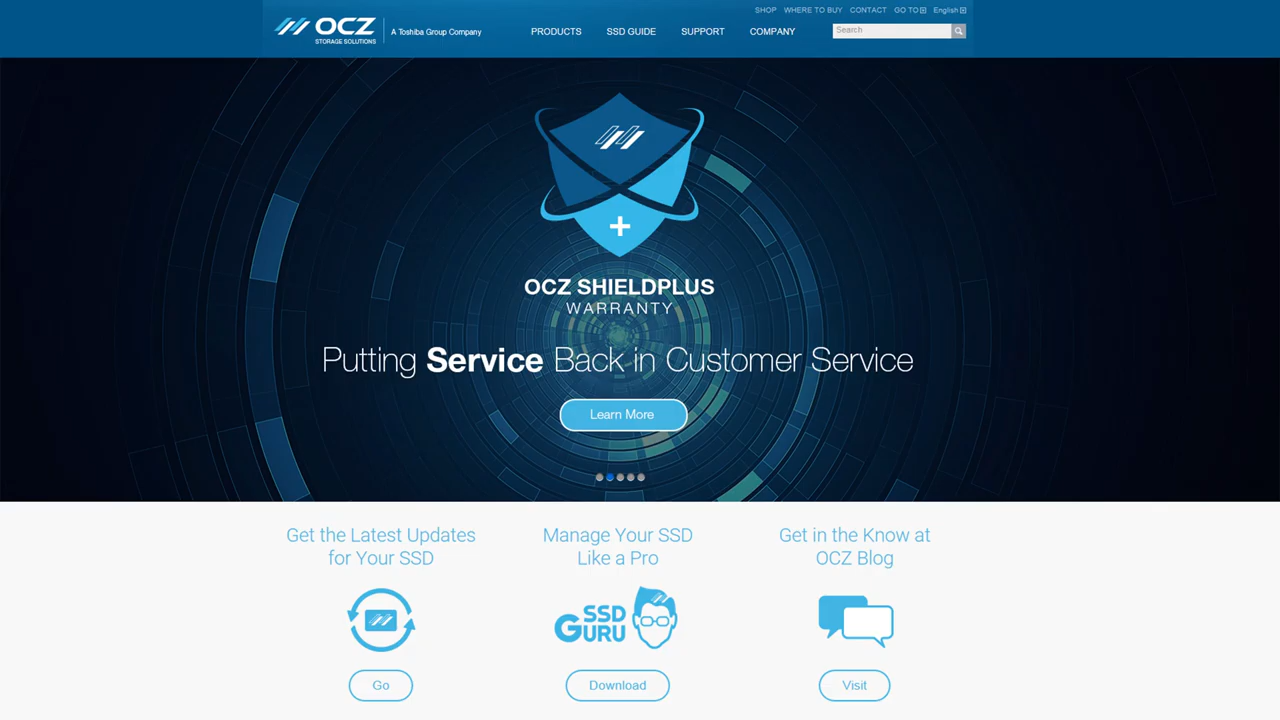 SHOP WHERE TO BUY CONTACT GO TO English
OCZ
STORAGE SOLUTIONS
A Toshiba Group Company
PRODUCTS SSD GUIDE SUPPORT COMPANY
Search
OCZ SHIELDPLUS
WARRANTY
Putting Service Back in Customer Service
Learn More
Get the Latest Updates
for Your SSD
Go
Manage Your SSD
Like a Pro
SSD
GURU
Download
Get in the Know at
OCZ Blog
Visit